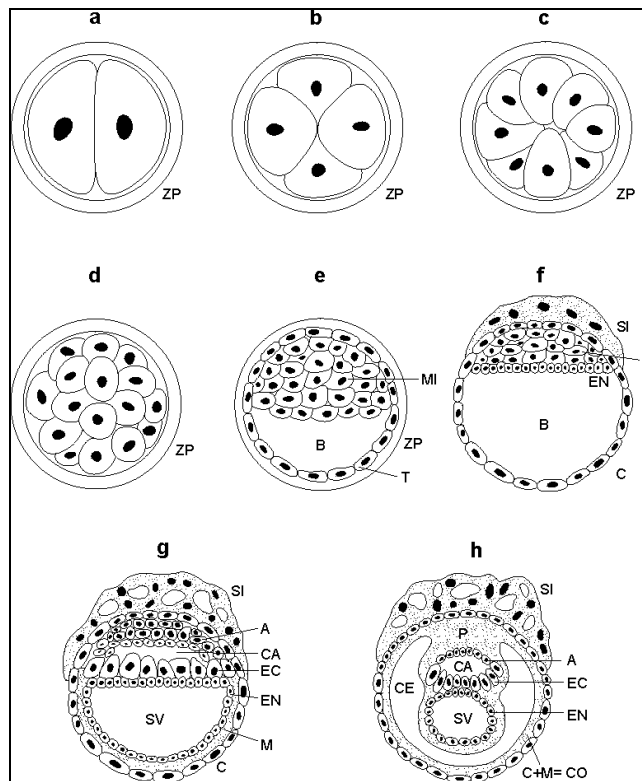 a b c
ZP ZP ZP
d e f
SI
EN
MI
B
B
ZP ZP
C
T
g h
SI SI
A
P
CA
A
CA
EC
EC
CE
EN
SV
SV
EN
M
C
C+M= CO